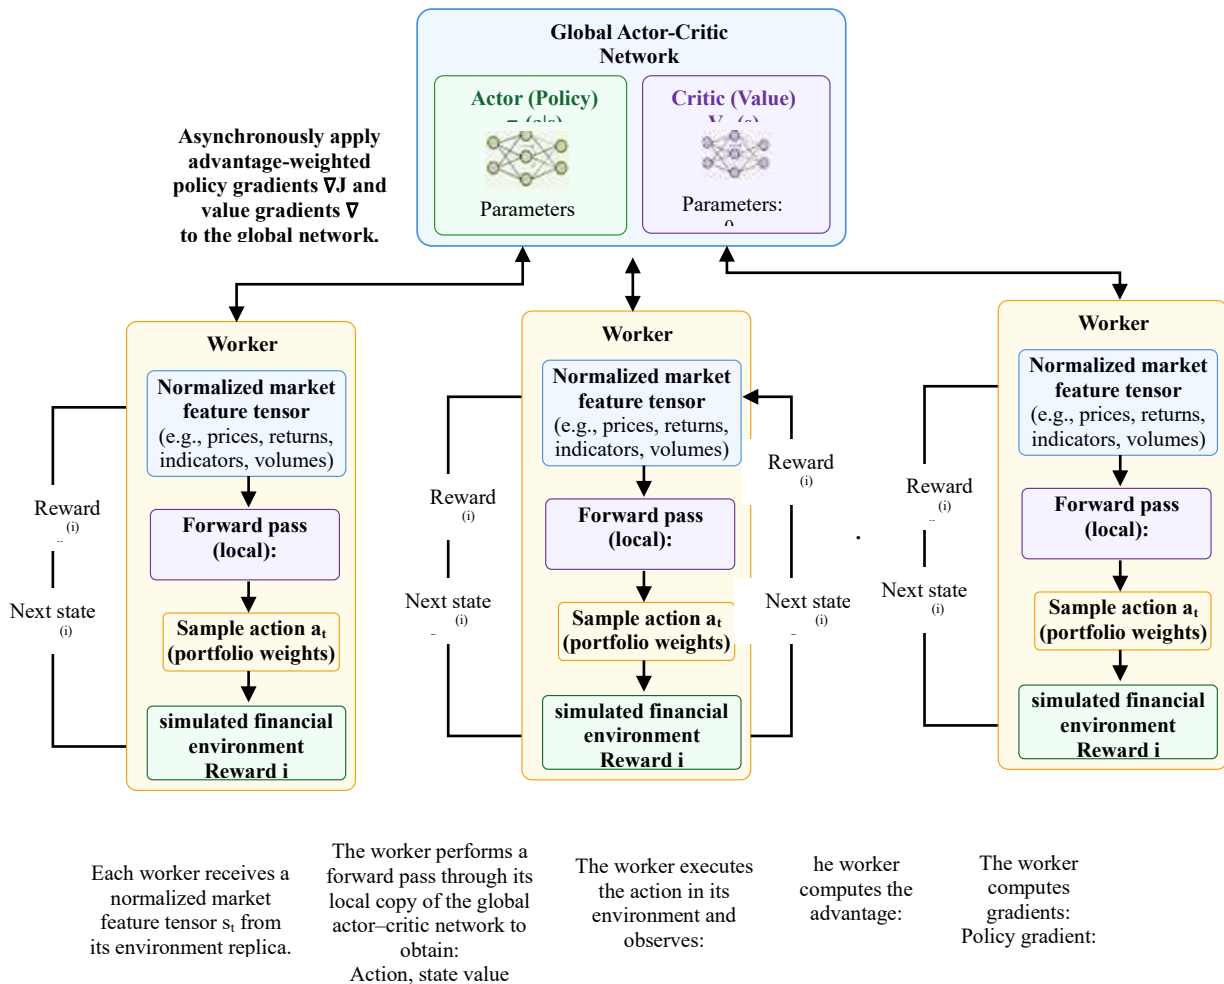 Global Actor-Critic
Network
Actor (Policy)
Critic (Value)
Parameters
Parameters:
Asynchronously apply
advantage-weighted
policy gradients ∇J and
value gradients ∇
to the global network.
Worker
Normalized market
feature tensor
(e.g., prices, returns,
indicators, volumes)
Forward pass
(local):
Sample action aₜ
(portfolio weights)
simulated financial
environment
Reward i
Reward
(i)
Next state
(i)
Worker
Normalized market
feature tensor
(e.g., prices, returns,
indicators, volumes)
Forward pass
(local):
Sample action aₜ
(portfolio weights)
simulated financial
environment
Reward i
Reward
(i)
Next state
(i)
Reward
(i)
Next state
(i)
.
Worker
Normalized market
feature tensor
(e.g., prices, returns,
indicators, volumes)
Forward pass
(local):
Sample action aₜ
(portfolio weights)
simulated financial
environment
Reward i
Reward
(i)
Next state
(i)
Each worker receives a
normalized market
feature tensor sₜ from
its environment replica.
The worker performs a
forward pass through its
local copy of the global
actor–critic network to
obtain:
Action, state value
The worker executes
the action in its
environment and
observes:
he worker
computes the
advantage:
The worker
computes
gradients:
Policy gradient: